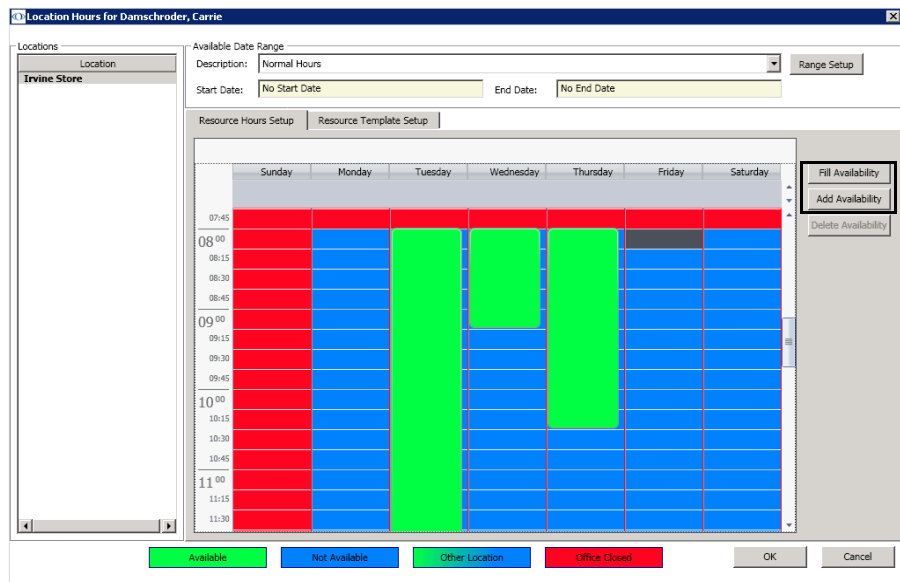 Location Hours for Damschroder, Carrie
Locations
Location
Irvine Store
Available Date Range
Description: Normal Hours
Range Setup
Start Date: No Start Date End Date: No End Date
Resource Hours Setup Resource Template Setup
Sunday Monday Tuesday Wednesday Thursday Friday Saturday
Fill Availability
Add Availability
Delete Availability
07:45
08 00
08:15
08:30
08:45
09 00
09:15
09:30
09:45
10 00
10:15
10:30
10:45
11 00
11:15
11:30
Available Not Available Other Location Office Closed OK Cancel